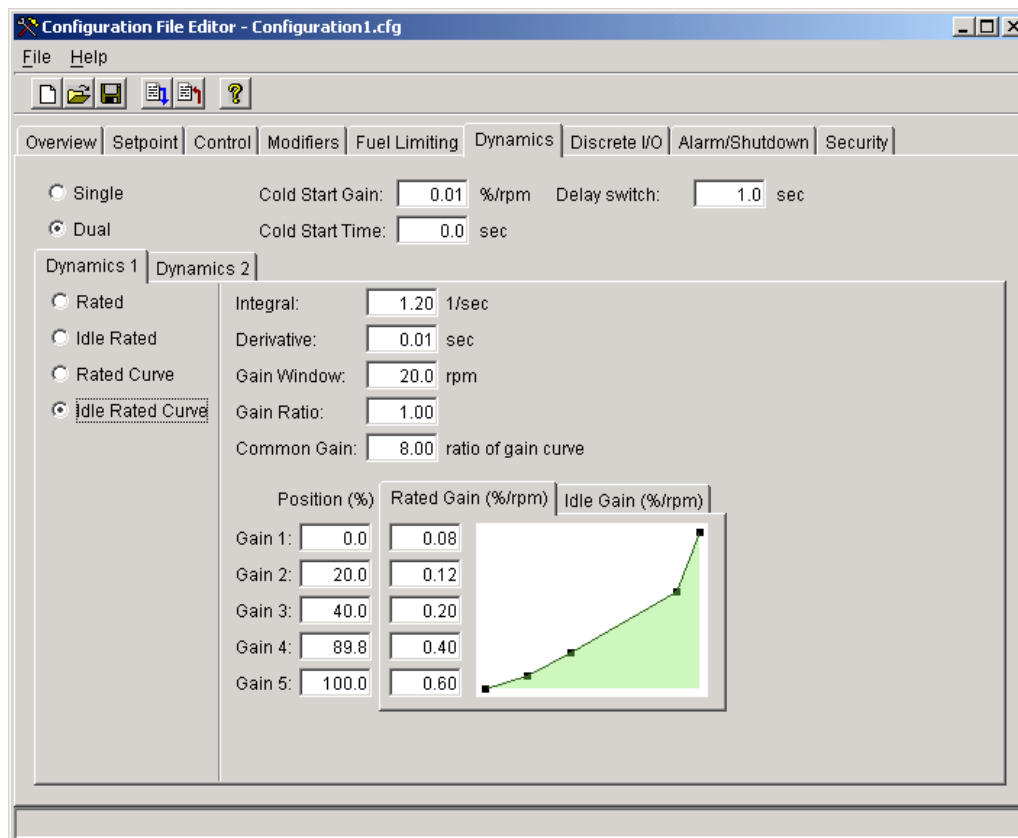 Configuration File Editor - Configuration1.cfg
File Help
Overview Setpoint Control Modifiers Fuel Limiting Dynamics Discrete I/O Alarm/Shutdown Security
Single Cold Start Gain: 0.01 %/rpm Delay switch: 1.0 sec
Dual Cold Start Time: 0.0 sec
Dynamics 1 Dynamics 2
Rated Integral: 1.20 1/sec
Idle Rated Derivative: 0.01 sec
Rated Curve Gain Window: 20.0 rpm
Idle Rated Curve Gain Ratio: 1.00
Common Gain: 8.00 ratio of gain curve
Position (%) Rated Gain (%/rpm) Idle Gain (%/rpm)
Gain 1: 0.0 0.08
Gain 2: 20.0 0.12
Gain 3: 40.0 0.20
Gain 4: 89.8 0.40
Gain 5: 100.0 0.60